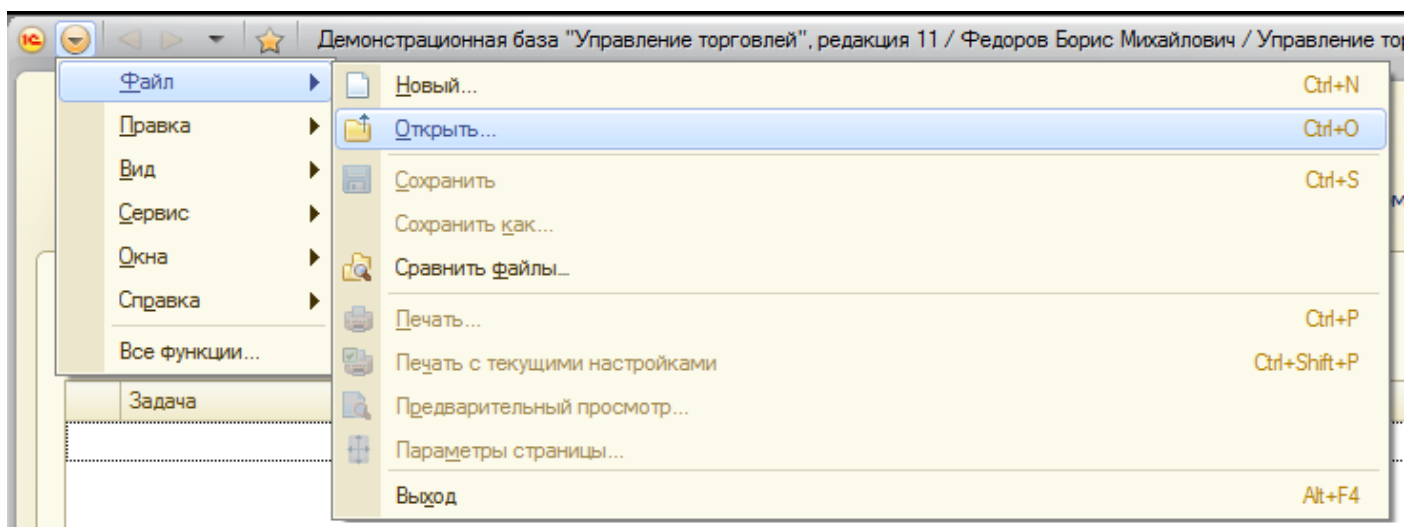 1С Демонстрационная база "Управление торговлей", редакция 11 / Федоров Борис Михайлович / Управление
Файл
Правка
Вид
Сервис
Окна
Справка
Все функции...
Новый... Ctrl+N
Открыть... Ctrl+O
Сохранить Ctrl+S
Сохранить как...
Сравнить файлы...
Печать... Ctrl+P
Печать с текущими настройками Ctrl+Shift+P
Предварительный просмотр...
Параметры страницы...
Выход Alt+F4
Задача